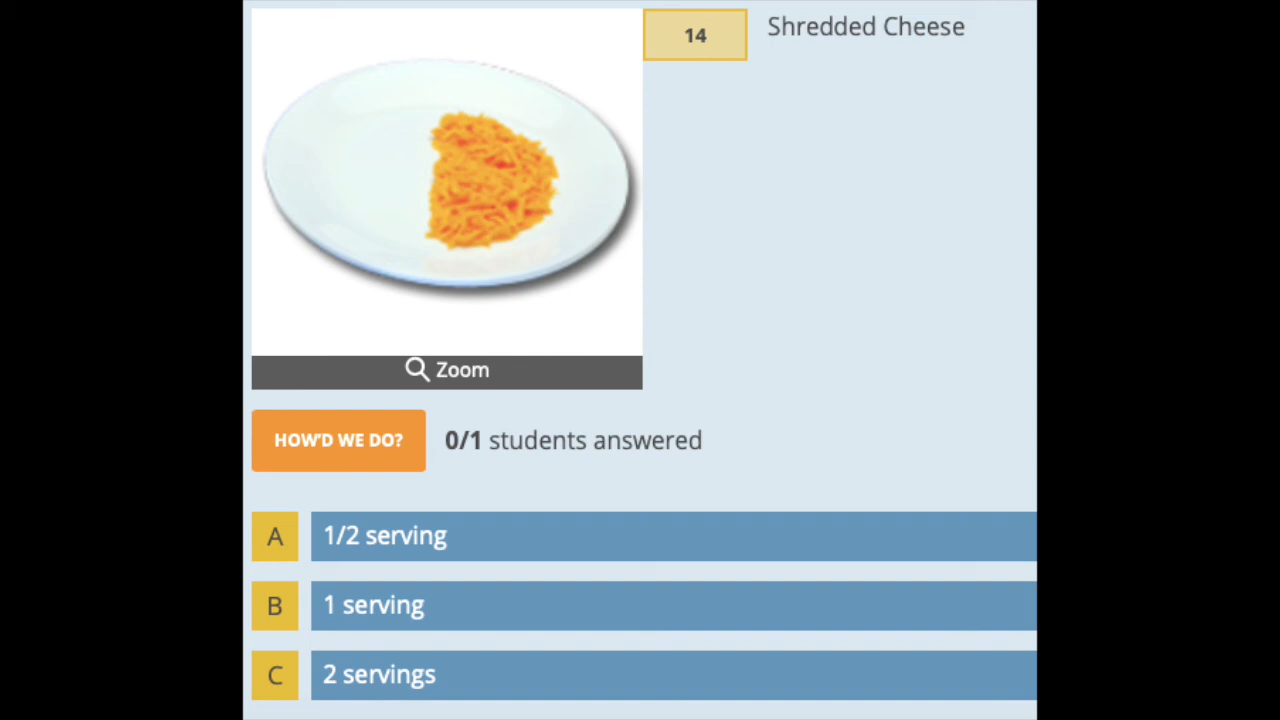 14
Shredded Cheese
Zoom
HOW'D WE DO?
0/1 students answered
A
1/2 serving
B
1 serving
C
2 servings